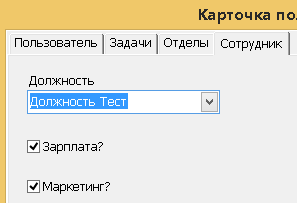 Карточка по
Пользователь Задачи Отделы Сотрудник
Должность
Должность Тест
Зарплата?
Маркетинг?